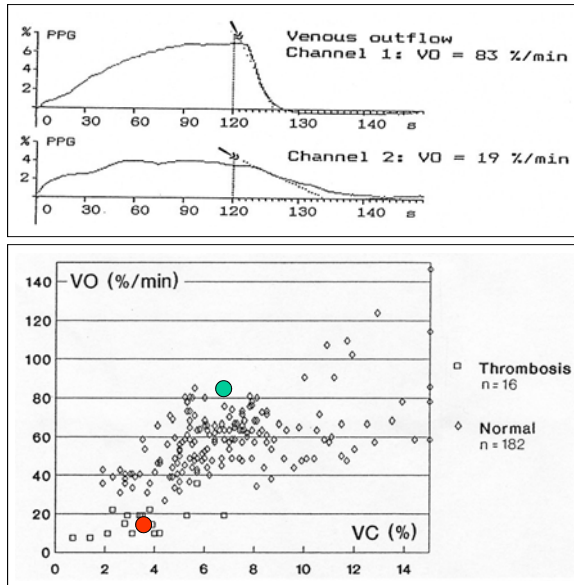 % PPG
Venous outflow
Channel 1: VO = 83 %/min
6
4
2
0 30 60 90 120 130 140 s
% PPG
Channel 2: VO = 19 %/min
4
2
0 30 60 90 120 130 140 s
140 VO (%/min)
120
100
80
60
40
20
0
VC (%)
0 2 4 6 8 10 12 14
Thrombosis
n = 16
Normal
n = 182